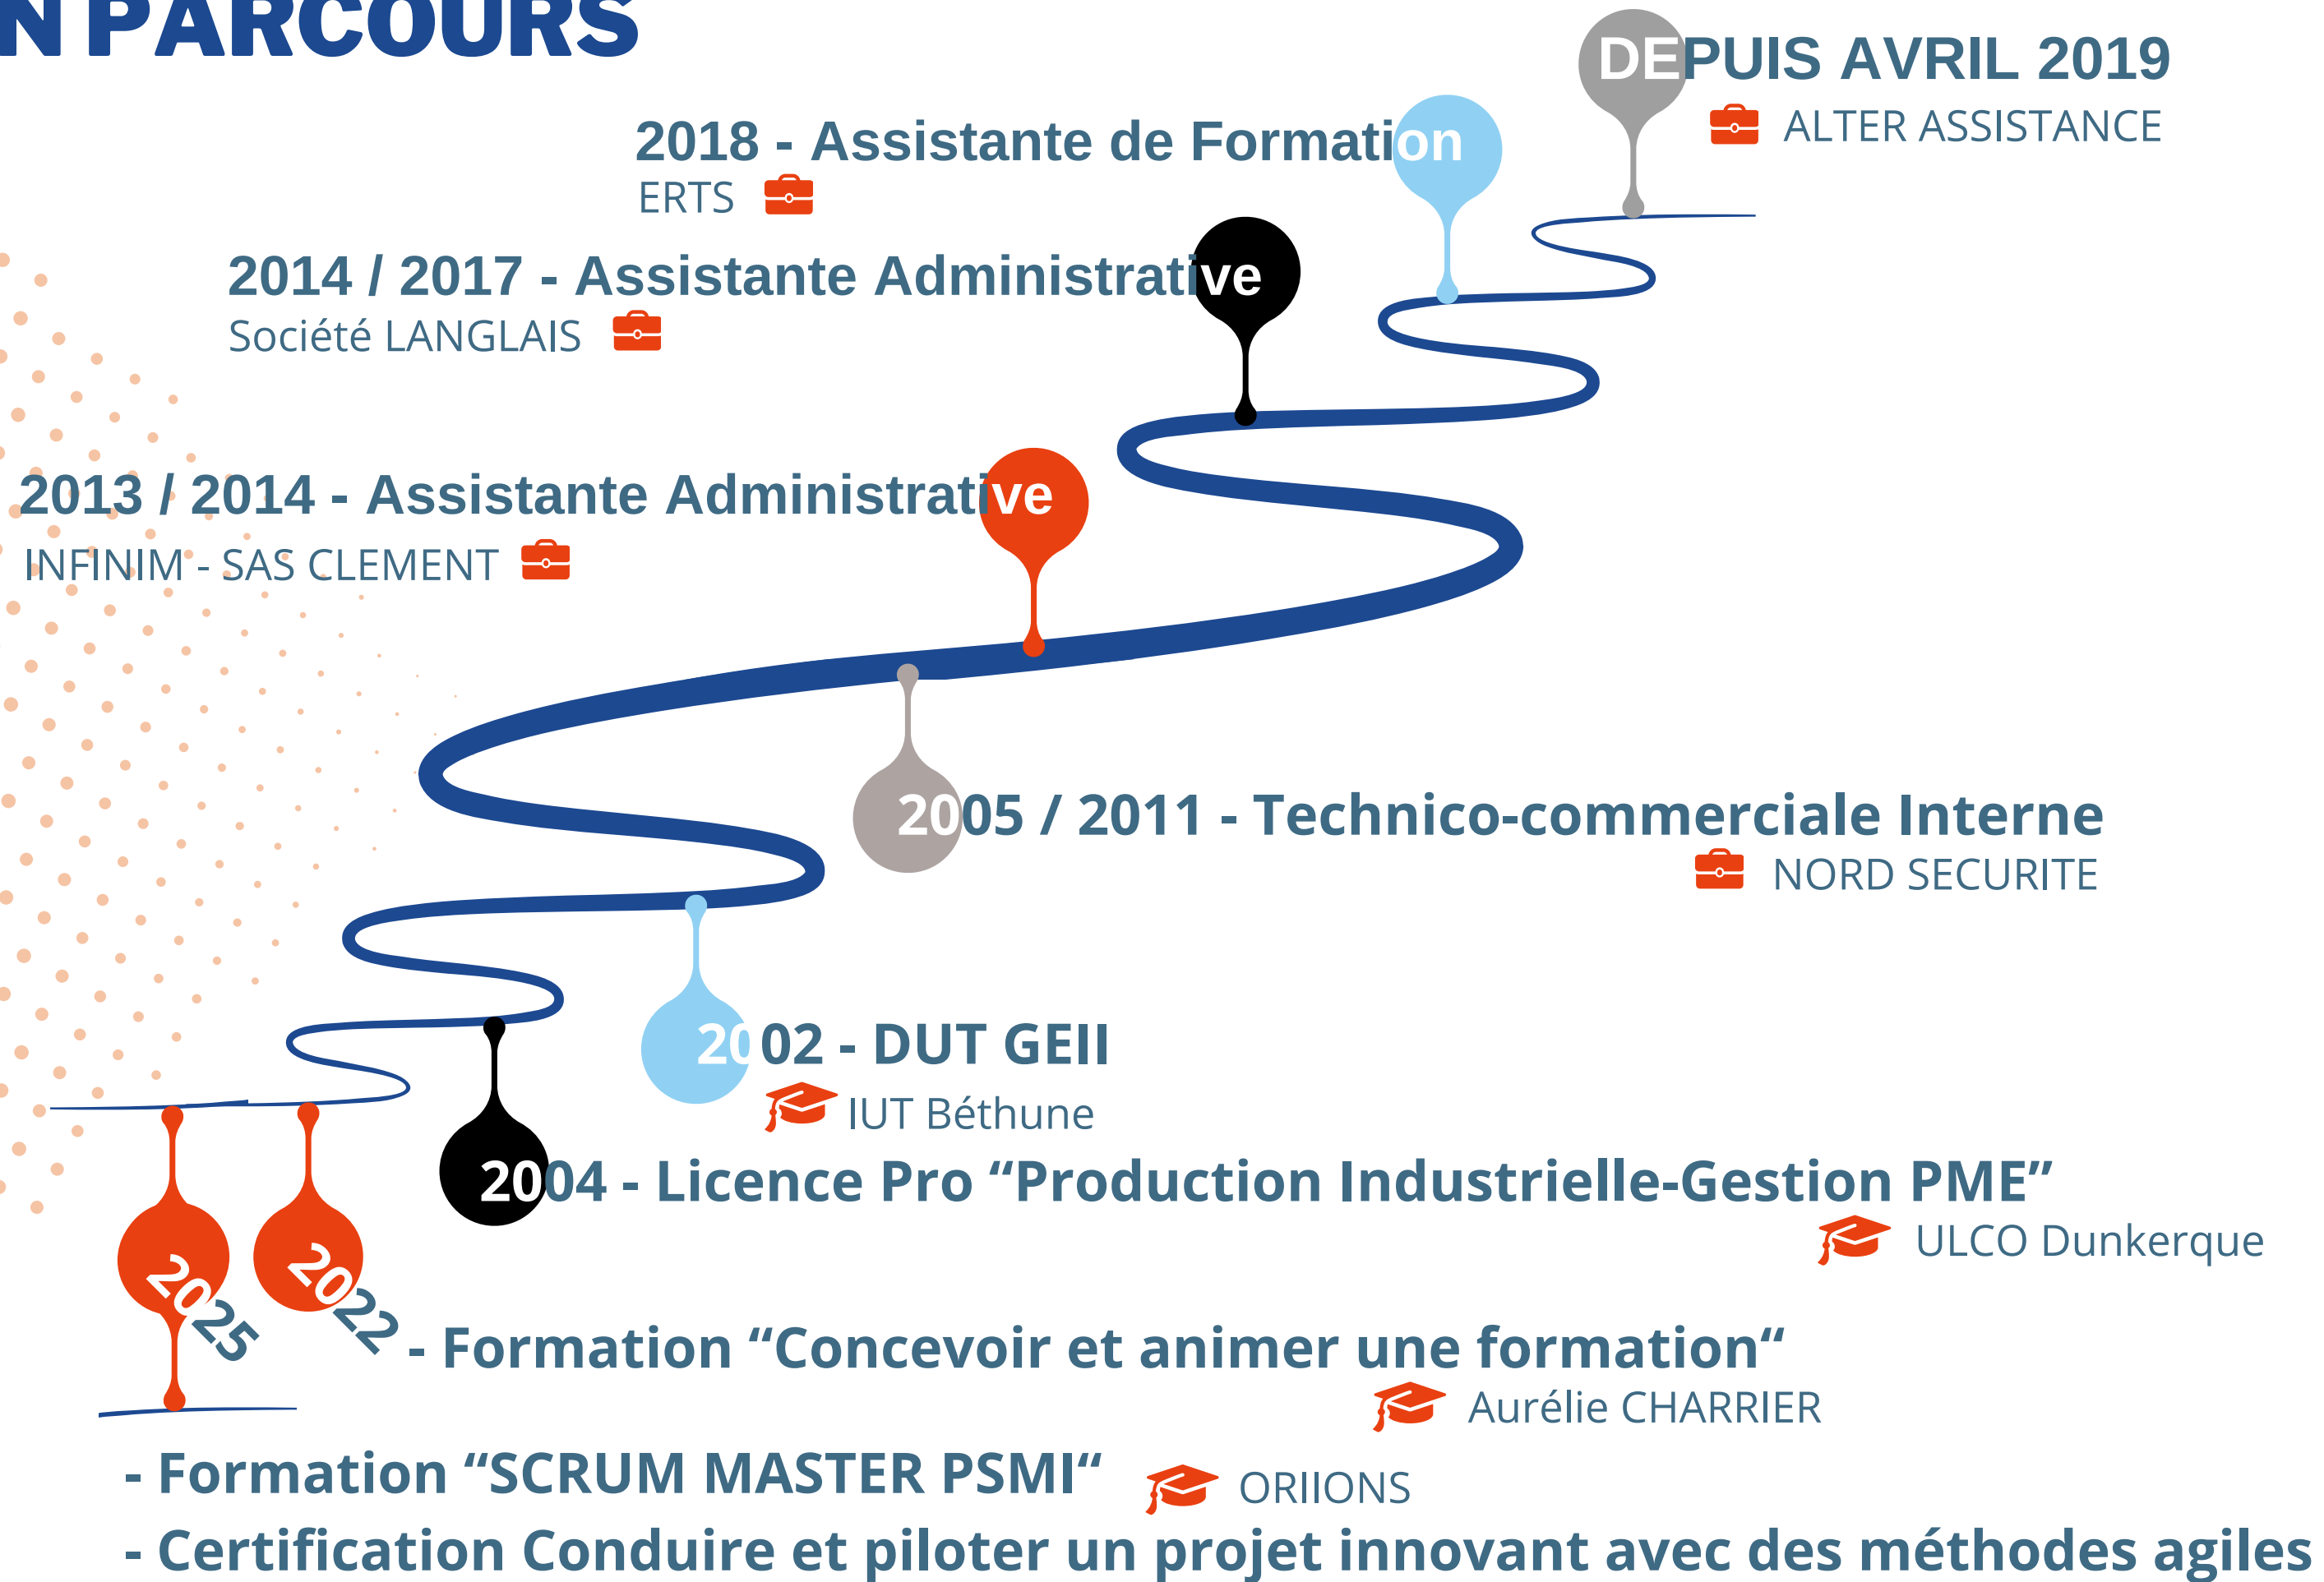 N PARCOURS
DEPUIS AVRIL 2019
ALTER ASSISTANCE
2018 - Assistante de Formation
ERTS
2014 / 2017 - Assistante Administrative
Société LANGLAIS
2013 / 2014 - Assistante Administrative
INFINIM - SAS CLEMENT
2005 / 2011 - Technico-commerciale Interne
NORD SECURITE
2002 - DUT GEII
IUT Béthune
2004 - Licence Pro “Production Industrielle-Gestion PME”
ULCO Dunkerque
2022 - Formation “Concevoir et animer une formation“
Aurélie CHARRIER
2025
- Formation “SCRUM MASTER PSMI“
ORIIONS
- Certification Conduire et piloter un projet innovant avec des méthodes agiles